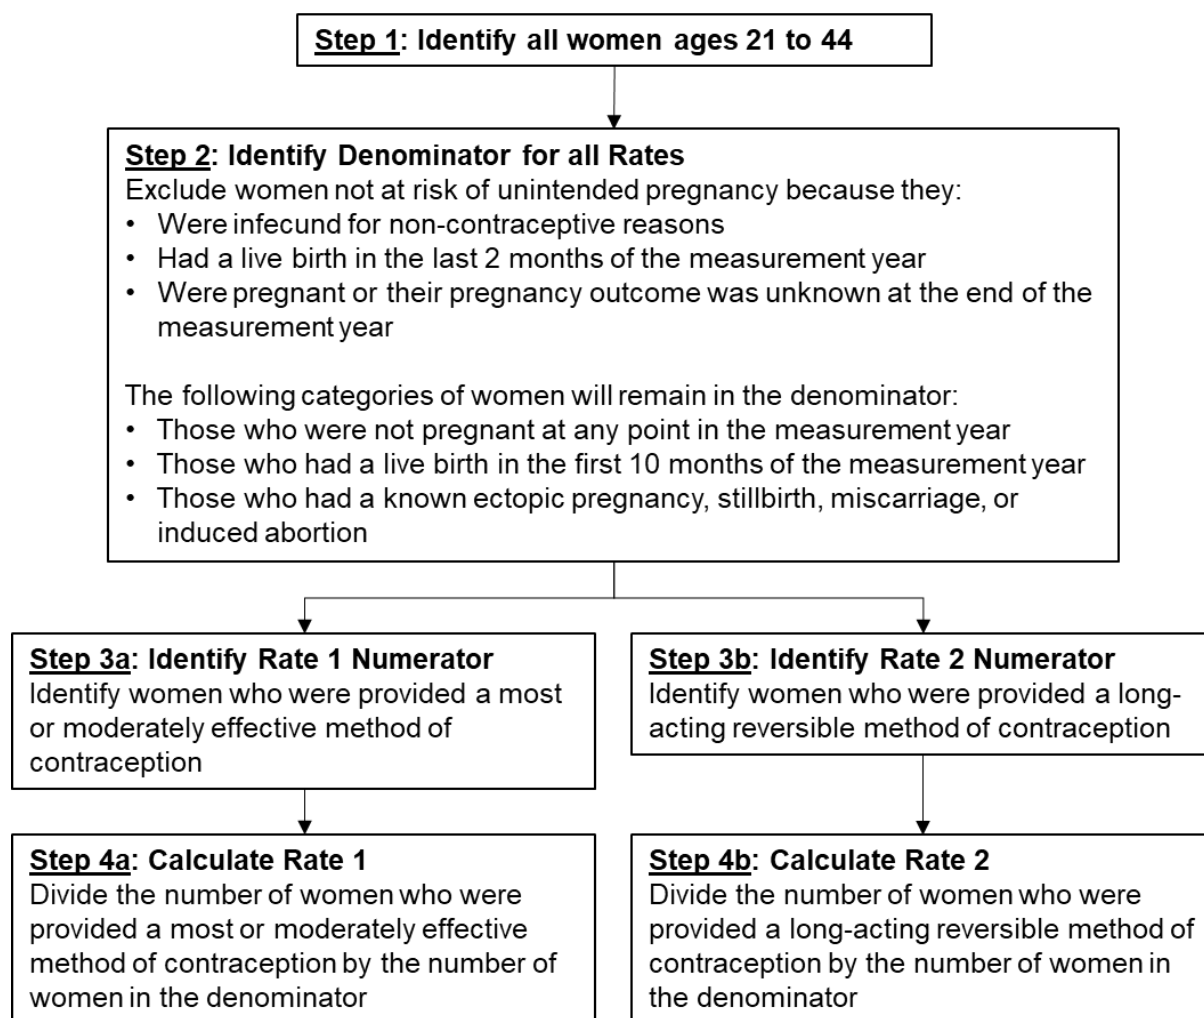 Step 1: Identify all women ages 21 to 44
Step 2: Identify Denominator for all Rates
Exclude women not at risk of unintended pregnancy because they:
• Were infecund for non-contraceptive reasons
• Had a live birth in the last 2 months of the measurement year
• Were pregnant or their pregnancy outcome was unknown at the end of the
measurement year
The following categories of women will remain in the denominator:
• Those who were not pregnant at any point in the measurement year
• Those who had a live birth in the first 10 months of the measurement year
• Those who had a known ectopic pregnancy, stillbirth, miscarriage, or
induced abortion
Step 3a: Identify Rate 1 Numerator
Identify women who were provided a most
or moderately effective method of
contraception
Step 3b: Identify Rate 2 Numerator
Identify women who were provided a long-
acting reversible method of contraception
Step 4a: Calculate Rate 1
Divide the number of women who were
provided a most or moderately effective
method of contraception by the number of
women in the denominator
Step 4b: Calculate Rate 2
Divide the number of women who were
provided a long-acting reversible method of
contraception by the number of women in
the denominator